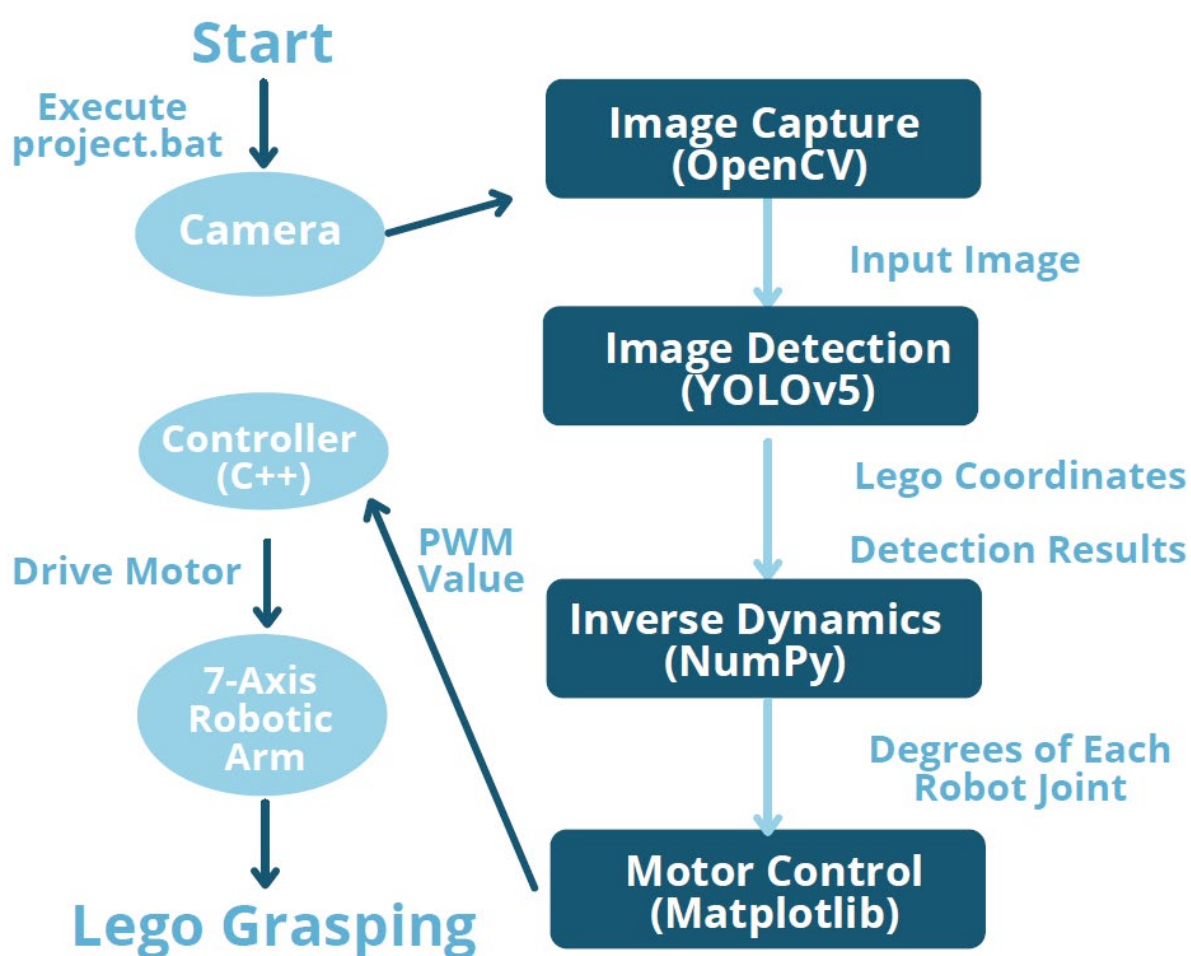 Start
Execute
project.bat
Camera
Image Capture
(OpenCV)
Input Image
Image Detection
(YOLOv5)
Lego Coordinates
Detection Results
Inverse Dynamics
(NumPy)
Degrees of Each
Robot Joint
Motor Control
(Matplotlib)
PWM
Value
Controller
(C++)
Drive Motor
7-Axis
Robotic
Arm
Lego Grasping